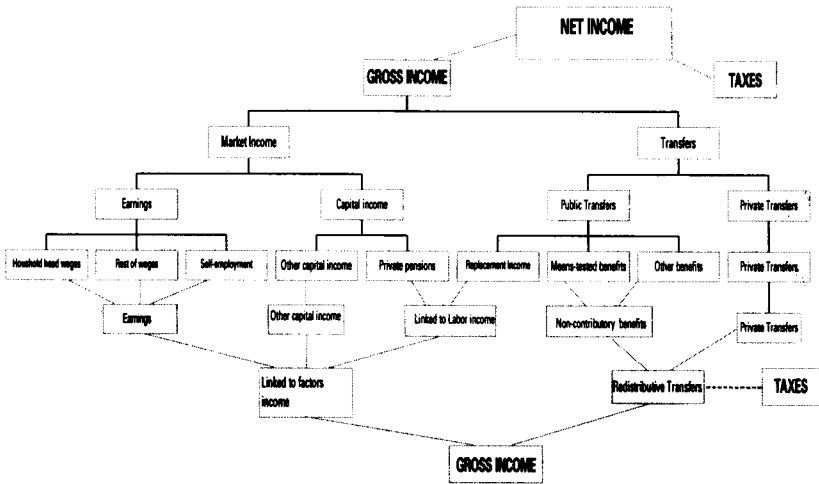 NET INCOME
GROSS INCOME
TAXES
Market Income
Transfers
Earnings
Capital income
Public Transfers
Private Transfers
Houshold head wages
Rest of wages
Self-employment
Other capital income
Private pensions
Replacement Income
Means-tested benefits
Other benefits
Private Transfers
Earnings
Other capital income
Linked to Labor income
Non-contributory benefits
Private Transfers
Linked to factors
income
Redistributive Transfers
TAXES
GROSS INCOME